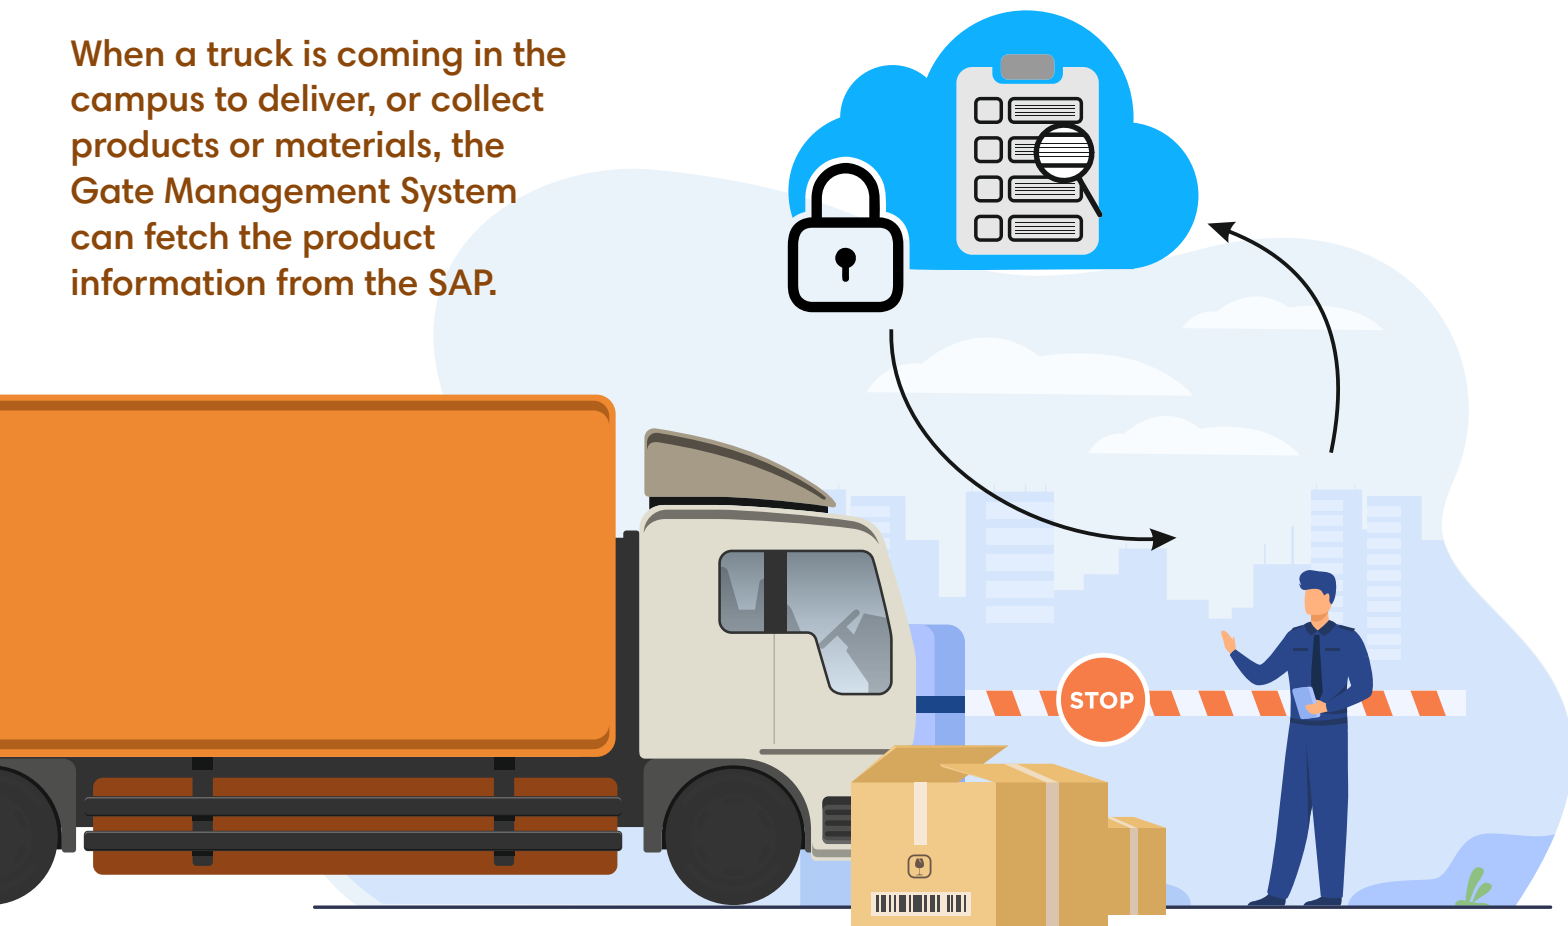 When a truck is coming in the
campus to deliver, or collect
products or materials, the
Gate Management System
can fetch the product
information from the SAP.
STOP